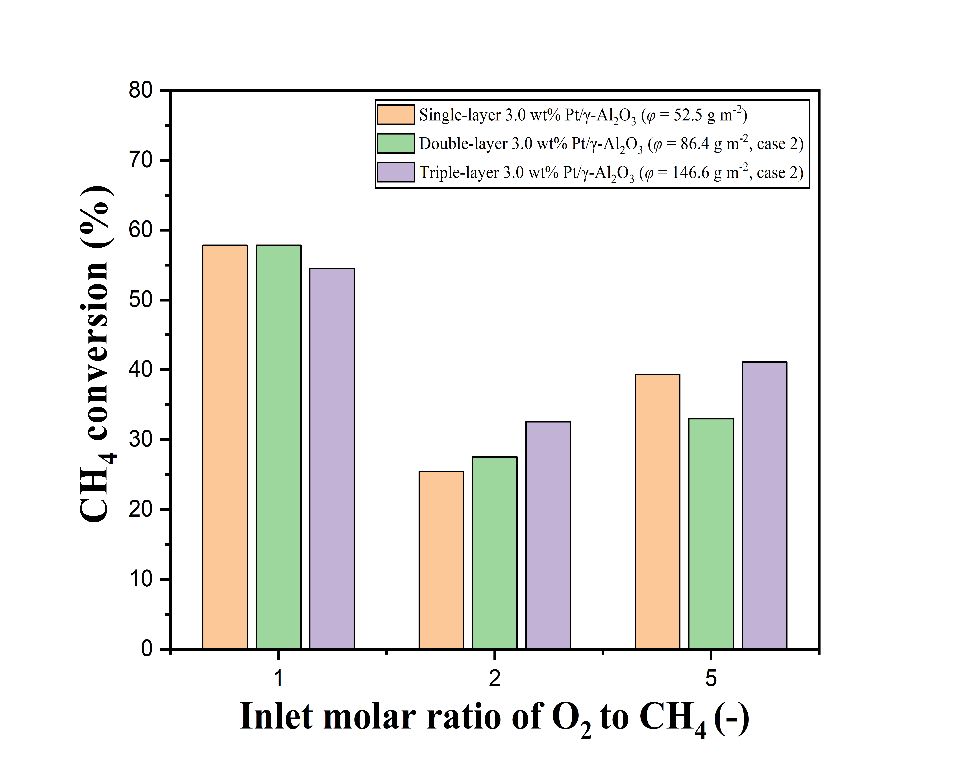 80
70
60
50
40
30
20
10
0
CH₄ conversion (%)
Single-layer 3.0 wt% Pt/γ-Al₂O₃ (φ = 52.5 g m⁻²)
Double-layer 3.0 wt% Pt/γ-Al₂O₃ (φ = 86.4 g m⁻², case 2)
Triple-layer 3.0 wt% Pt/γ-Al₂O₃ (φ = 146.6 g m⁻², case 2)
1 2 5
Inlet molar ratio of O₂ to CH₄ (-)